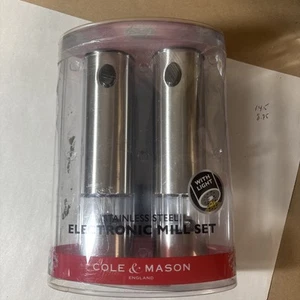 WITH
LIGHT
STAINLESS STEEL
ELECTRONIC MILL SET
COLE & MASON
ENGLAND